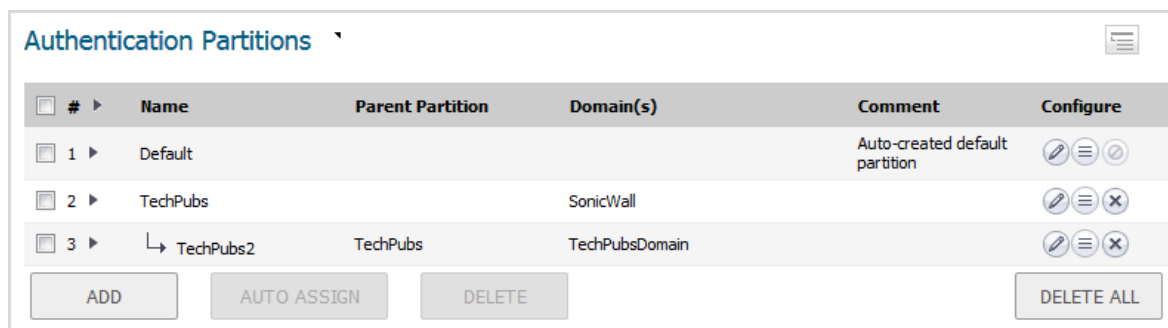 Authentication Partitions
# Name Parent Partition Domain(s) Comment Configure
1 Default Auto-created default
partition
2 TechPubs SonicWall
3 TechPubs2 TechPubs TechPubsDomain
ADD AUTO ASSIGN DELETE DELETE ALL